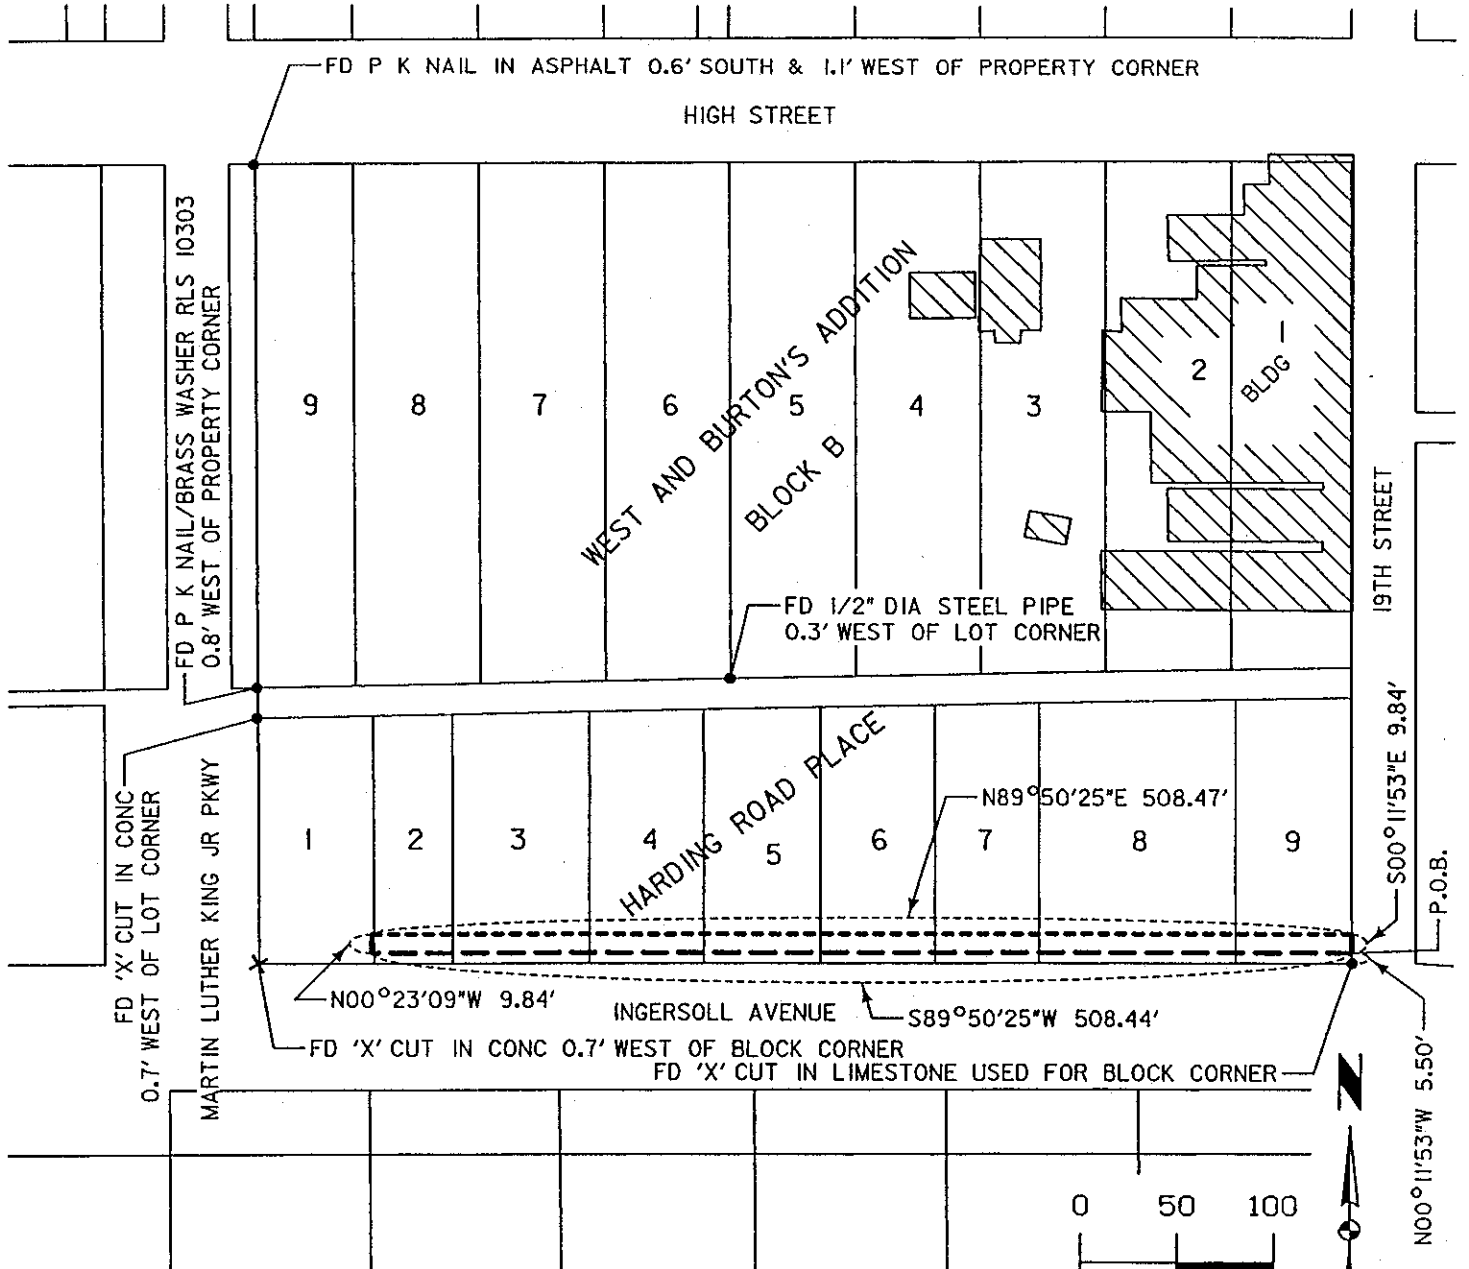 FD P K NAIL IN ASPHALT 0.6' SOUTH & 1.1' WEST OF PROPERTY CORNER
HIGH STREET
FD P K NAIL/BRASS WASHER RLS 10303
0.8' WEST OF PROPERTY CORNER
9
8
7
6
5
4
3
2
1
BLDG
WEST AND BURTON'S ADDITION
BLOCK B
19TH STREET
FD 1/2" DIA STEEL PIPE
0.3' WEST OF LOT CORNER
FD 'X' CUT IN CONC
0.7' WEST OF LOT CORNER
MARTIN LUTHER KING JR PKWY
HARDING ROAD PLACE
N89°50'25"E 508.47'
1
2
3
4
5
6
7
8
9
S00°11'53"E 9.84'
P.O.B.
N00°23'09"W 9.84'
INGERSOLL AVENUE
S89°50'25"W 508.44'
FD 'X' CUT IN CONC 0.7' WEST OF BLOCK CORNER
FD 'X' CUT IN LIMESTONE USED FOR BLOCK CORNER
N00°11'53"W 5.50'
N
0 50 100